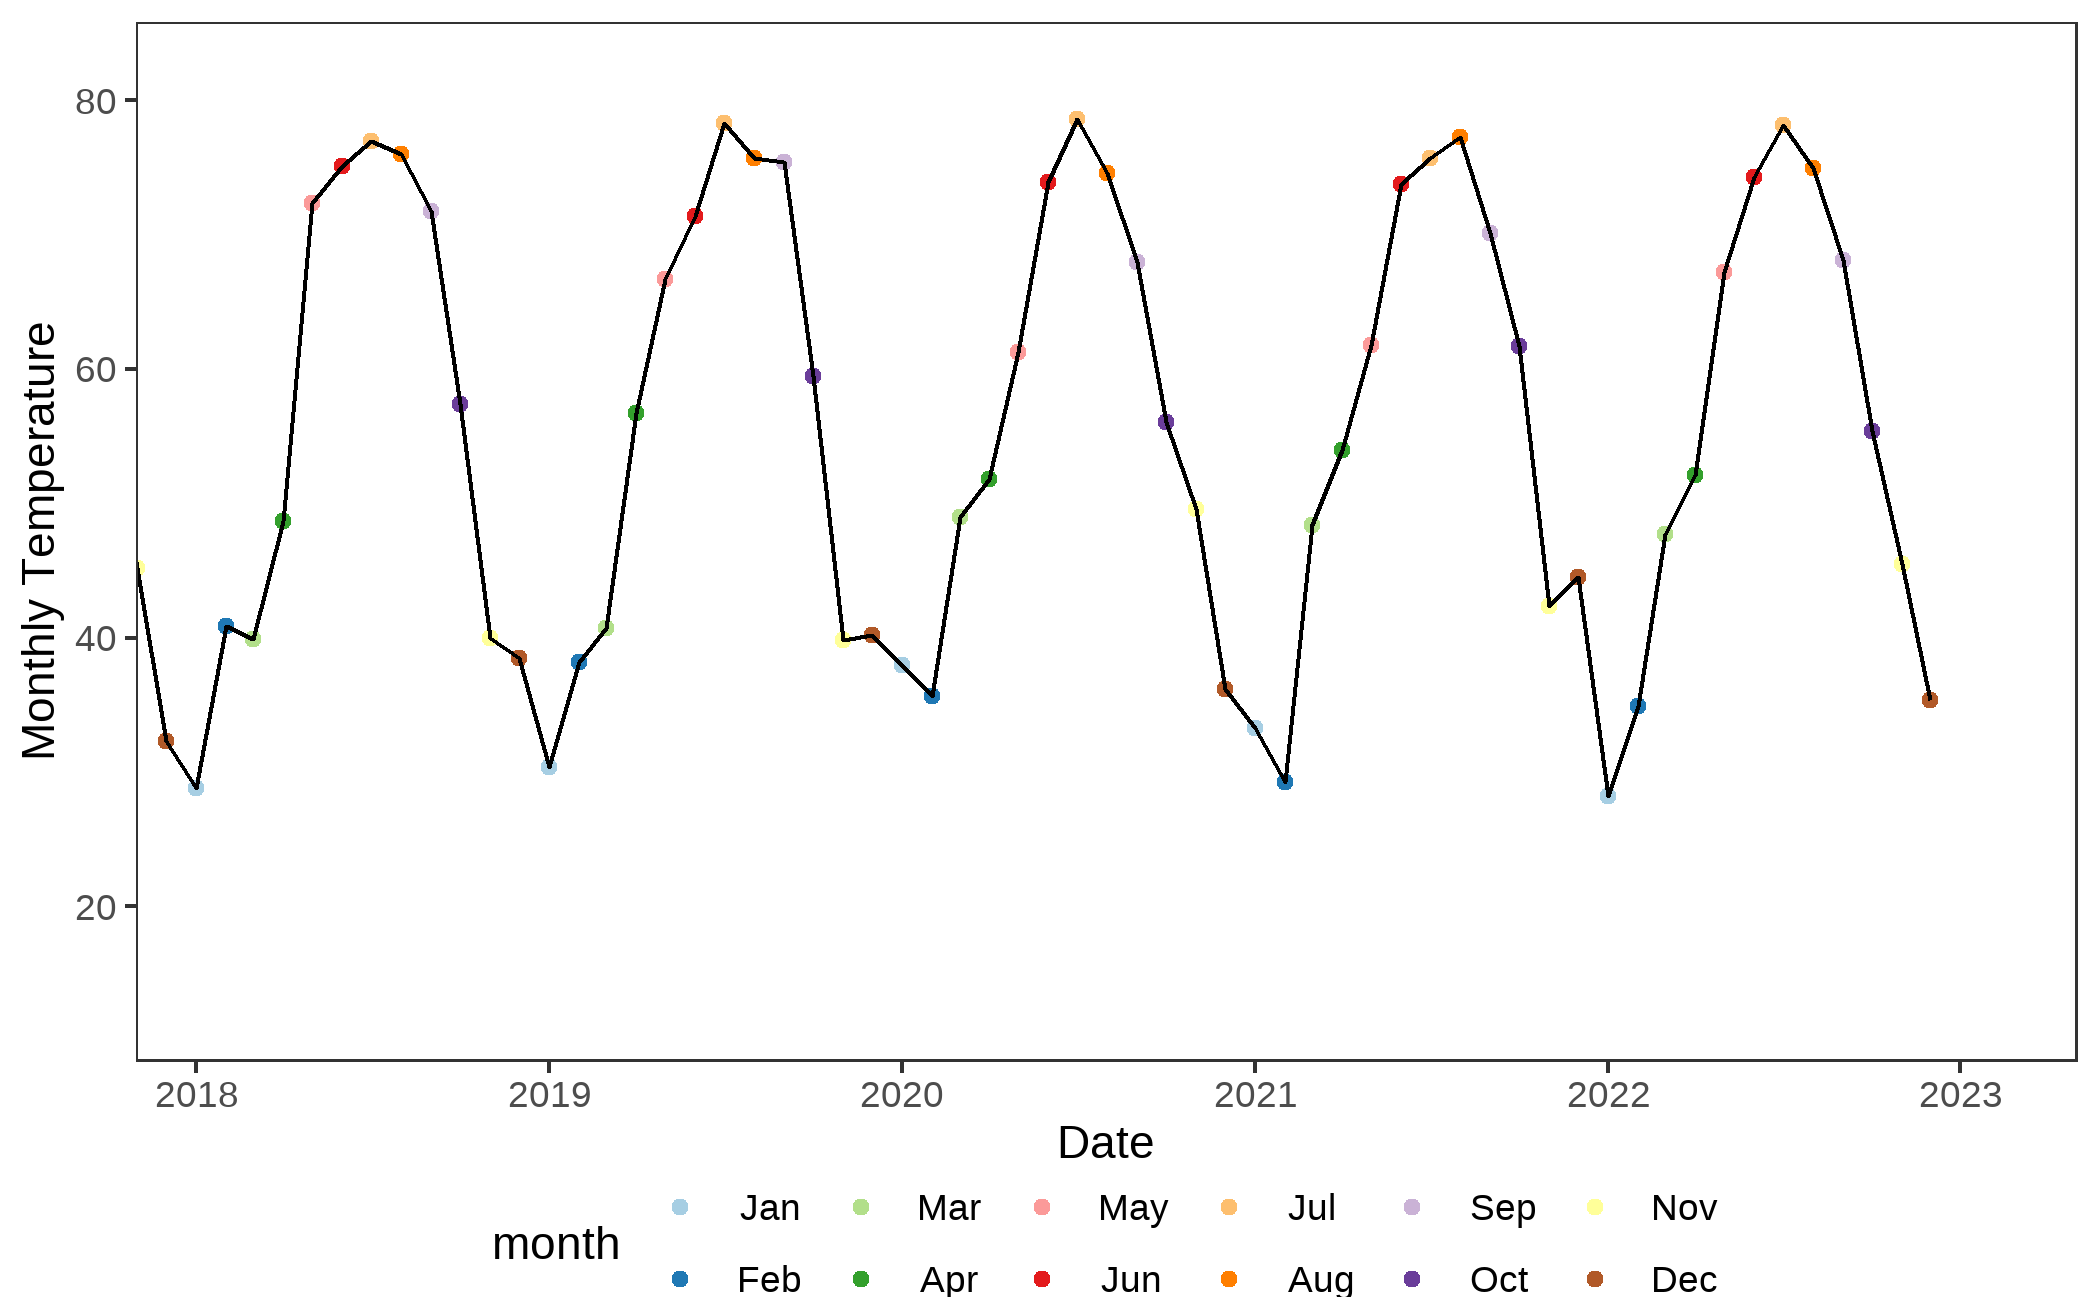 80
60
40
20
Monthly Temperature
2018 2019 2020 2021 2022 2023
Date
month
Jan Mar May Jul Sep Nov
Feb Apr Jun Aug Oct Dec